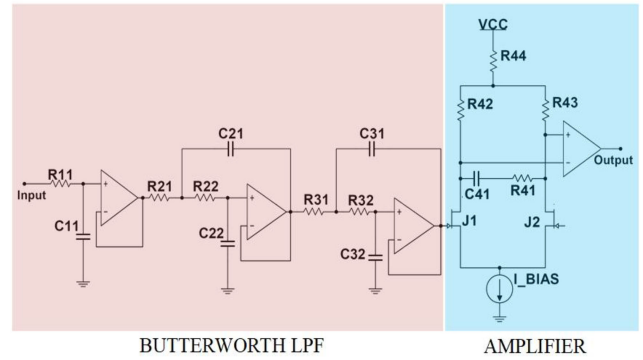 VCC
R44
R42
R43
C21
C31
+
-
Output
R11
Input
+
-
R21
R22
+
-
R31
R32
+
-
C41
R41
C11
C22
C32
J1
J2
I_BIAS
BUTTERWORTH LPF
AMPLIFIER